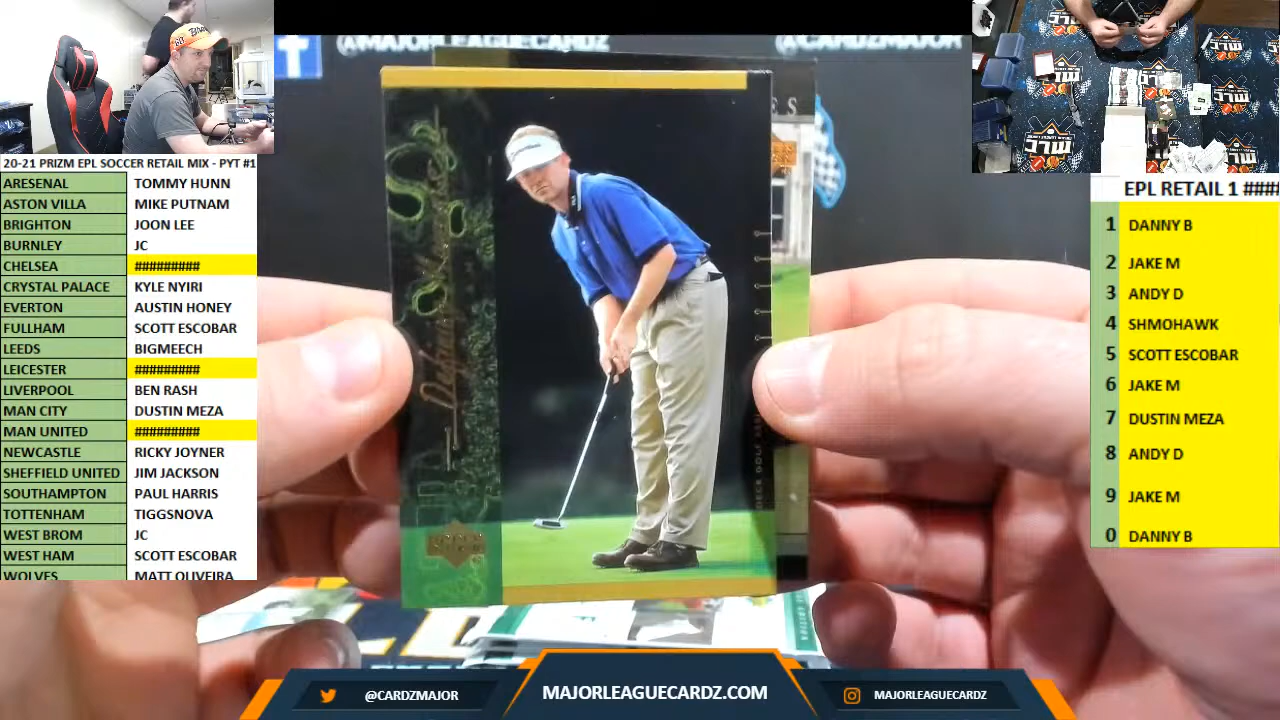 @MAJORLEAGUECARDZ
@CARDZMAJOR
20-21 PRIZM EPL SOCCER RETAIL MIX - PYT #1
ARESENAL TOMMY HUNN
ASTON VILLA MIKE PUTNAM
BRIGHTON JOON LEE
BURNLEY JC
CHELSEA #########
CRYSTAL PALACE KYLE NYIRI
EVERTON AUSTIN HONEY
FULLHAM SCOTT ESCOBAR
LEEDS BIGMEECH
LEICESTER #########
LIVERPOOL BEN RASH
MAN CITY DUSTIN MEZA
MAN UNITED #########
NEWCASTLE RICKY JOYNER
SHEFFIELD UNITED JIM JACKSON
SOUTHAMPTON PAUL HARRIS
TOTTENHAM TIGGSNOVA
WEST BROM JC
WEST HAM SCOTT ESCOBAR
WOLVES MATT OLIVEIRA
EPL RETAIL 1 ####
1 DANNY B
2 JAKE M
3 ANDY D
4 SHMOHAWK
5 SCOTT ESCOBAR
6 JAKE M
7 DUSTIN MEZA
8 ANDY D
9 JAKE M
0 DANNY B
@CARDZMAJOR
MAJORLEAGUECARDZ.COM
MAJORLEAGUECARDZ